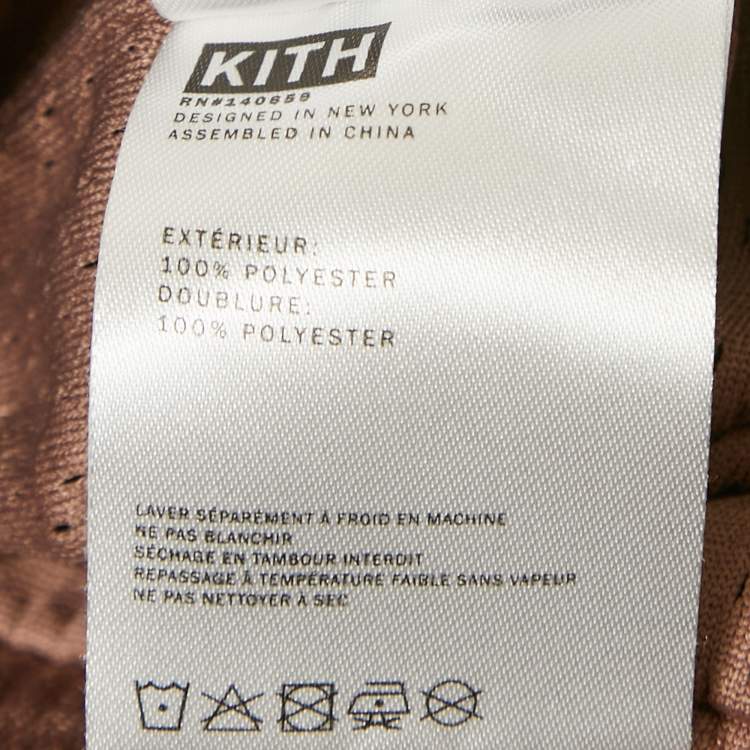 KITH
RN#140659
DESIGNED IN NEW YORK
ASSEMBLED IN CHINA
EXTÉRIEUR:
100% POLYESTER
DOUBLURE:
100% POLYESTER
LAVER SÉPARÉMENT À FROID EN MACHINE
NE PAS BLANCHIR
SÉCHAGE EN TAMBOUR INTERDIT
REPASSAGE À TEMPÉRATURE FAIBLE SANS VAPEUR
NE PAS NETTOYER À SEC